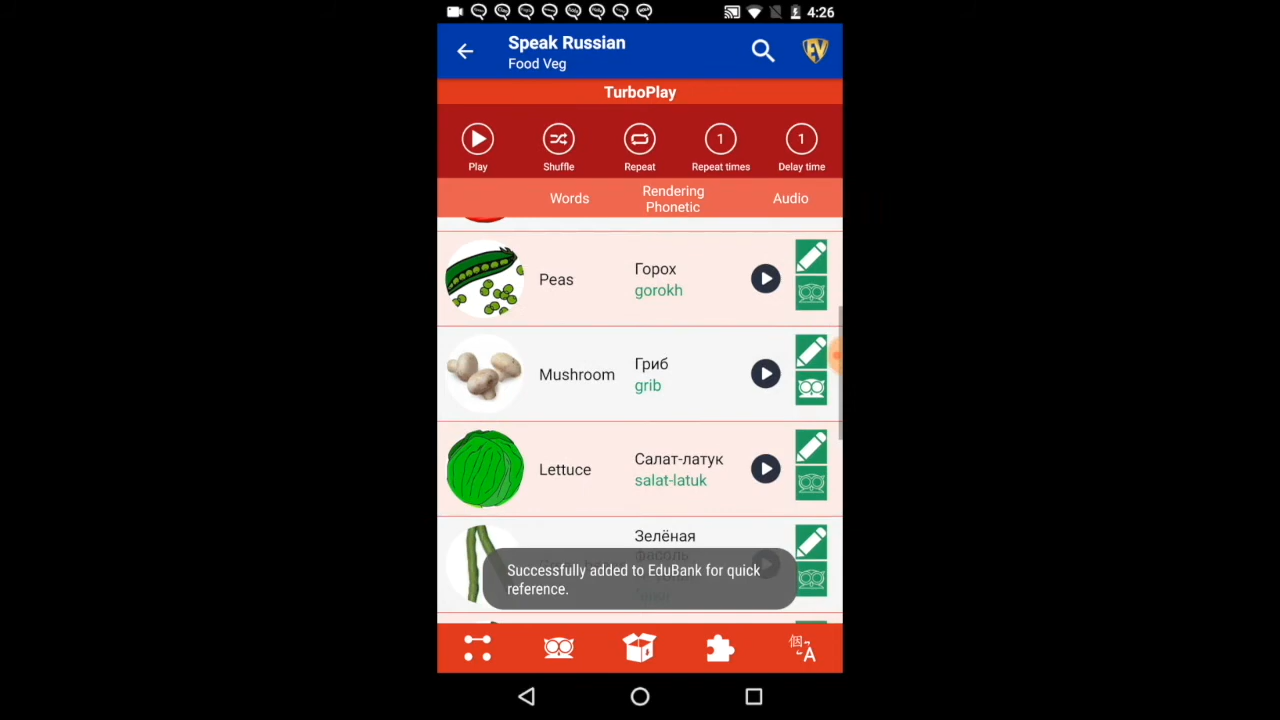 4:26
Speak Russian
Food Veg
TurboPlay
1
1
Play
Shuffle
Repeat
Repeat times
Delay time
Words
Rendering
Phonetic
Audio
Peas
Горох
gorokh
Mushroom
Гриб
grib
Lettuce
Салат-латук
salat-latuk
Зелёная
фасоль
Successfully added to EduBank for quick
reference.